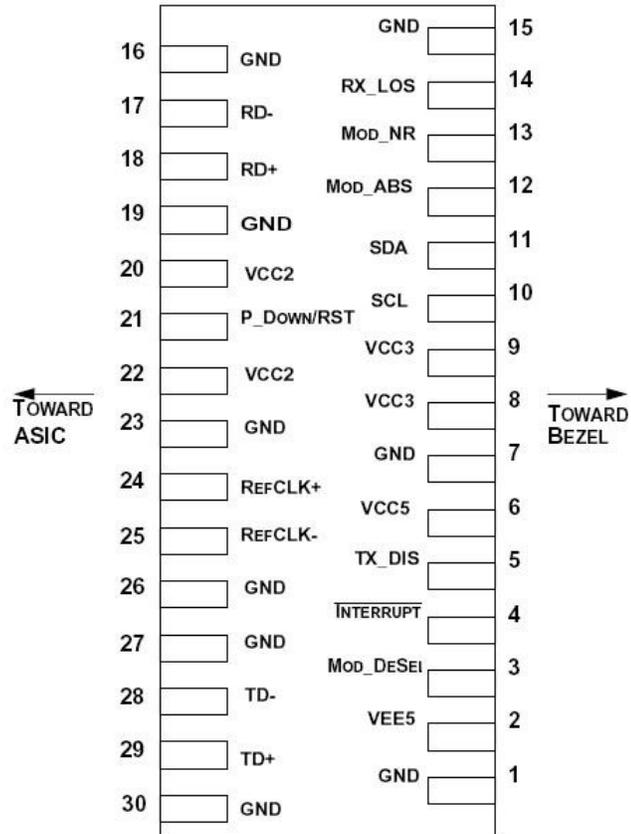 GND 15
16 GND
RX_LOS 14
17 RD-
MOD_NR 13
18 RD+
MOD_ABS 12
19 GND
SDA 11
20 VCC2
SCL 10
21 P_DOWN/RST
VCC3 9
22 VCC2
VCC3 8
TOWARD
ASIC
TOWARD
BEZEL
23 GND
GND 7
24 REFCLK+
VCC5 6
25 REFCLK-
TX_DIS 5
26 GND
INTERRUPT 4
27 GND
MOD_DESEL 3
28 TD-
VEE5 2
29 TD+
GND 1
30 GND